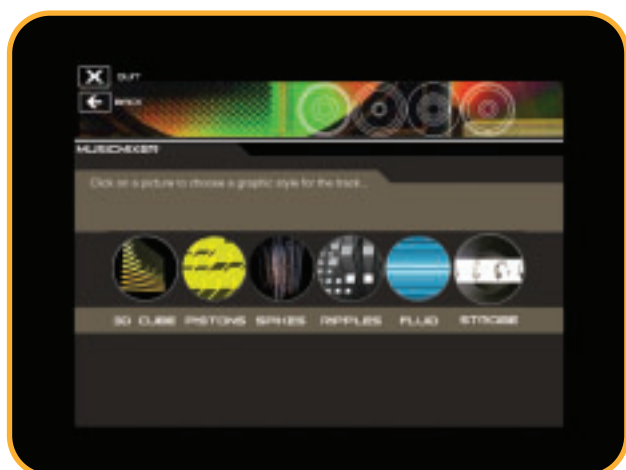 QUIT
BACK
MUSICMIXER
Click on a picture to choose a graphic style for the track...
3D CUBE PISTONS SPIKES RIPPLES FLUID STROBE